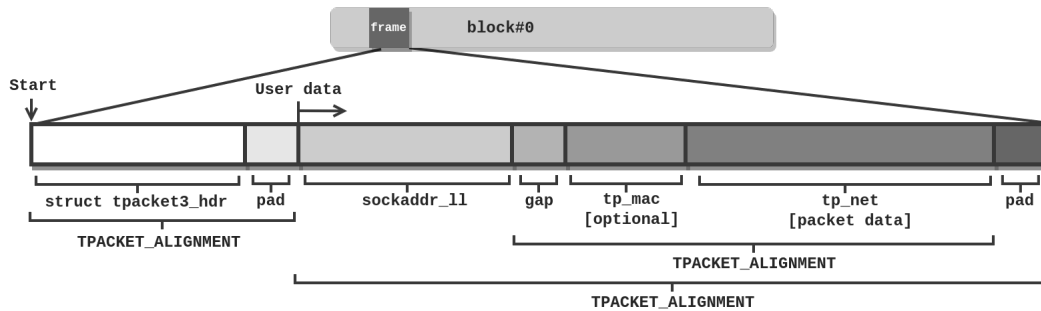 frame
block#0
Start
User data
struct tpacket3_hdr
pad
sockaddr_ll
gap
tp_mac
[optional]
tp_net
[packet data]
pad
TPACKET_ALIGNMENT
TPACKET_ALIGNMENT
TPACKET_ALIGNMENT